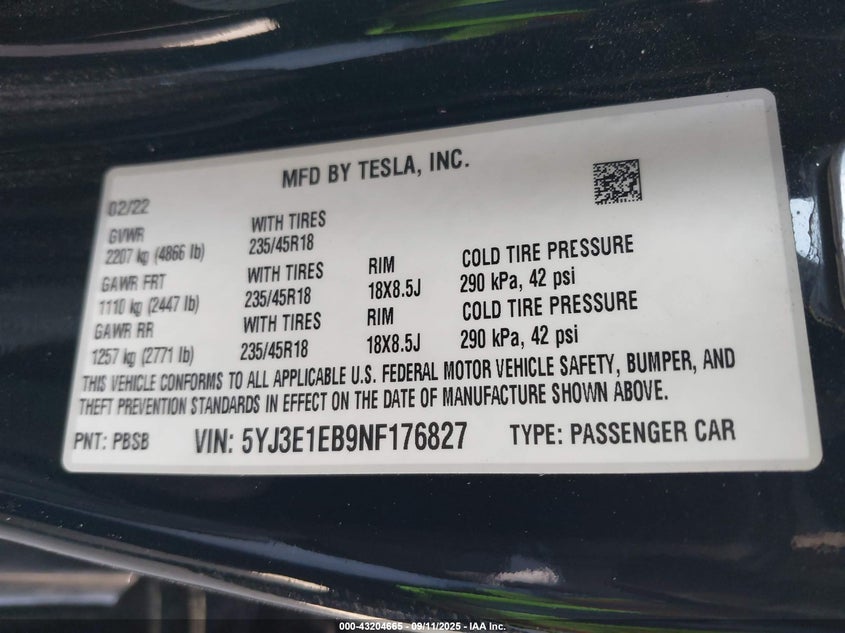 MFD BY TESLA, INC.
02/22
GVWR
2207 kg (4866 lb)
WITH TIRES
235/45R18
GAWR FRT
1110 kg (2447 lb)
WITH TIRES
235/45R18
RIM
18X8.5J
COLD TIRE PRESSURE
290 kPa, 42 psi
GAWR RR
1257 kg (2771 lb)
WITH TIRES
235/45R18
RIM
18X8.5J
COLD TIRE PRESSURE
290 kPa, 42 psi
THIS VEHICLE CONFORMS TO ALL APPLICABLE U.S. FEDERAL MOTOR VEHICLE SAFETY, BUMPER, AND
THEFT PREVENTION STANDARDS IN EFFECT ON THE DATE OF MANUFACTURE SHOWN ABOVE.
PNT: PBSB VIN: 5YJ3E1EB9NF176827 TYPE: PASSENGER CAR
000-43204665 - 09/11/2025 - IAA Inc.